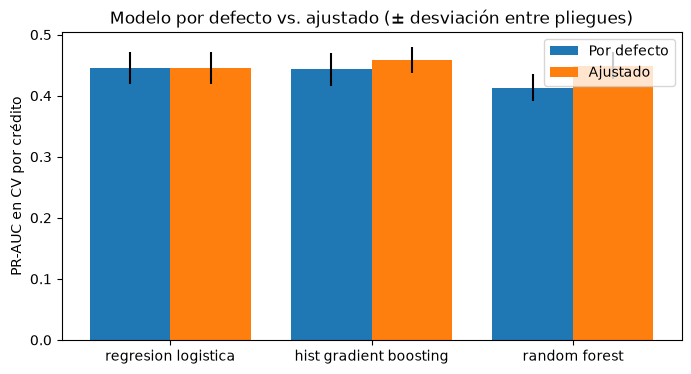 Modelo por defecto vs. ajustado (± desviación entre pliegues)
PR-AUC en CV por crédito
0.5
0.4
0.3
0.2
0.1
0.0
Por defecto
Ajustado
regresion logistica
hist gradient boosting
random forest